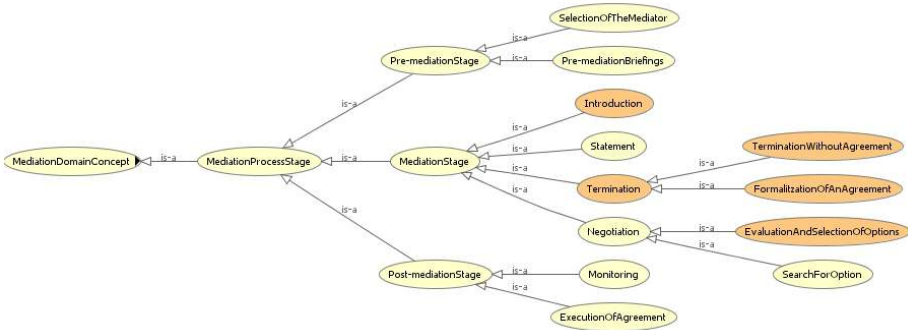 SelectionOfTheMediator
is-a
Pre-mediationStage
is-a
Pre-mediationBriefings
is-a
Introduction
is-a
Statement
is-a
TerminationWithoutAgreement
is-a
MediationDomainConcept
is-a
MediationProcessStage
is-a
MediationStage
is-a
Termination
is-a
FormalitzationOfAnAgreement
is-a
is-a
Negotiation
is-a
EvaluationAndSelectionOfOptions
is-a
is-a
SearchForOption
Post-mediationStage
is-a
Monitoring
is-a
ExecutionOfAgreement